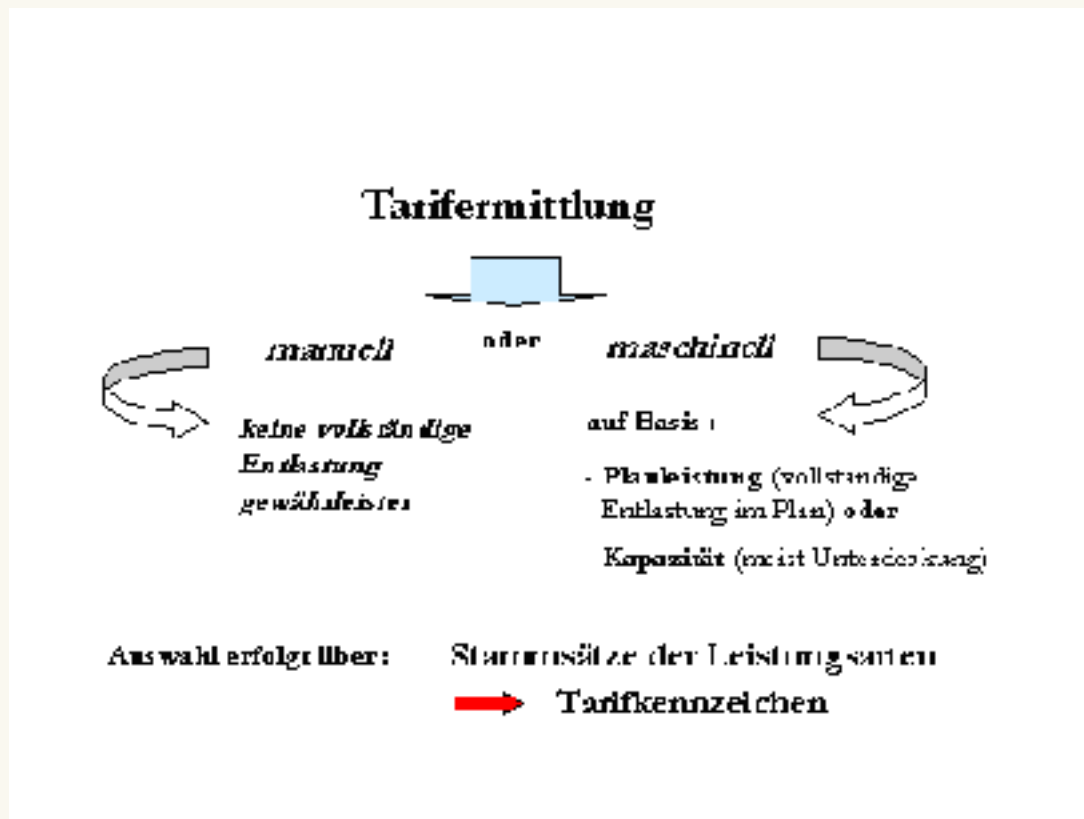 Tarifermittlung
manuell oder maschinell
keine vollständige
Entlastung
gewährleistet
auf Basis :
- Planleistung (vollständige
Entlastung im Plan) oder
Kapazität (meist Unterdeckung)
Auswahl erfolgt über: Stammsätze der Leistungsarten
Tarifkennzeichen